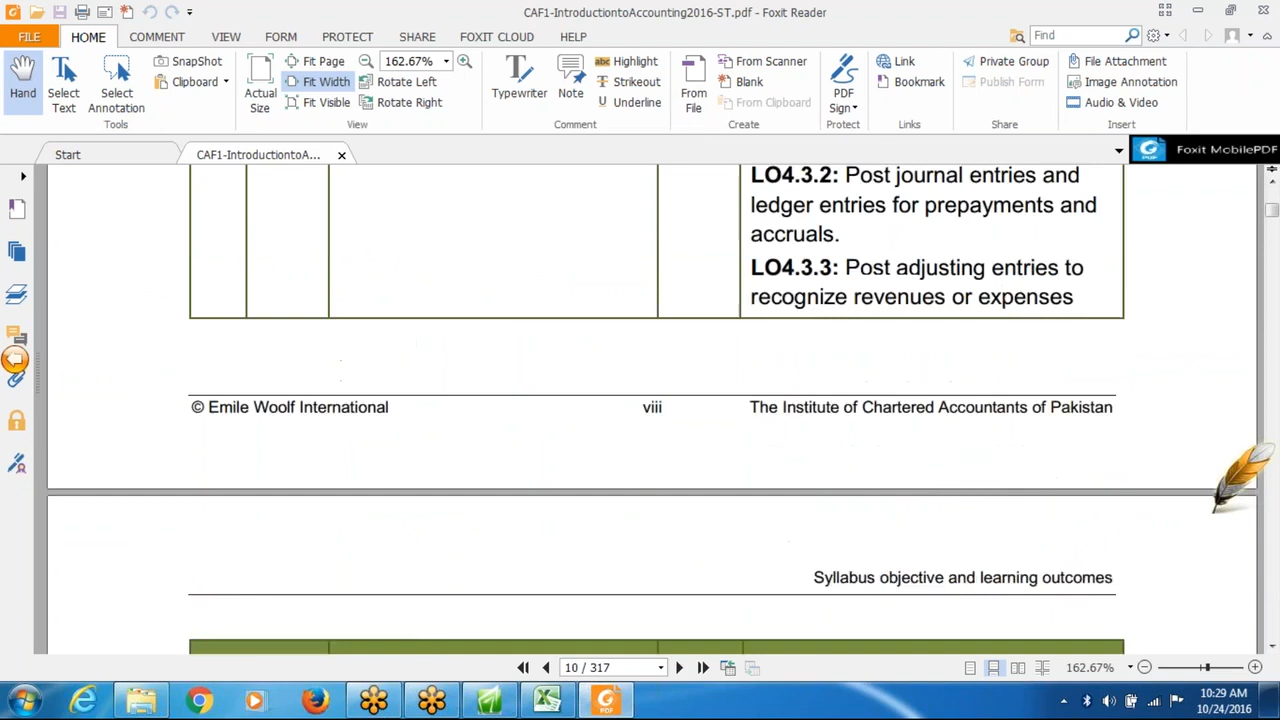 CAF1-IntroductiontoAccounting2016-ST.pdf - Foxit Reader
FILE HOME COMMENT VIEW FORM PROTECT SHARE FOXIT CLOUD HELP Find
Hand
Select Text
Select Annotation
SnapShot
Clipboard
Tools
Actual Size
Fit Page
Fit Width
Fit Visible
162.67%
Rotate Left
Rotate Right
View
Typewriter
Note
Highlight
Strikeout
Underline
Comment
From File
From Scanner
Blank
From Clipboard
Create
PDF Sign
Protect
Link
Bookmark
Links
Private Group
Publish Form
Share
File Attachment
Image Annotation
Audio & Video
Insert
Start
CAF1-IntroductiontoA...
Foxit MobilePDF
LO4.3.2: Post journal entries and
ledger entries for prepayments and
accruals.
LO4.3.3: Post adjusting entries to
recognize revenues or expenses
© Emile Woolf International viii The Institute of Chartered Accountants of Pakistan
Syllabus objective and learning outcomes
10 / 317
162.67%
10:29 AM
10/24/2016